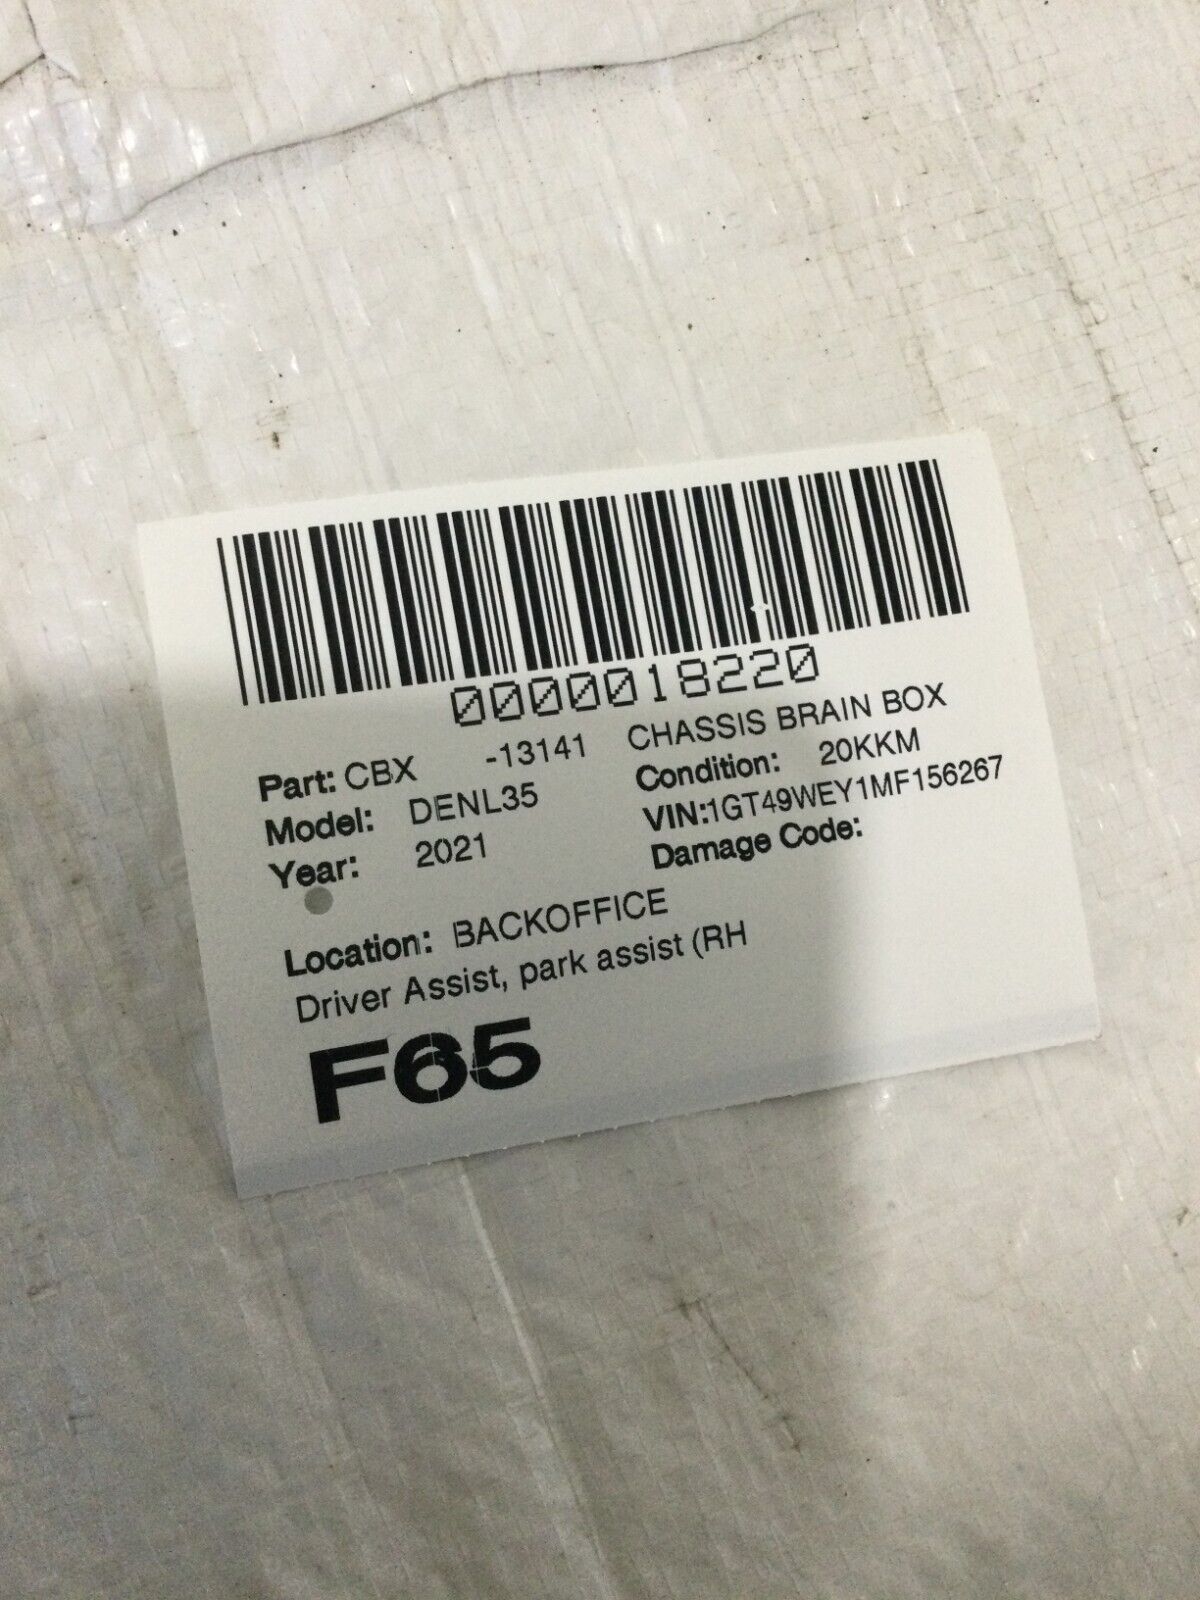 0000018220
Part: CBX -13141 CHASSIS BRAIN BOX
Model: DENL35 Condition: 20KKM
Year: 2021 VIN:1GT49WEY1MF156267
Damage Code:
Location: BACKOFFICE
Driver Assist, park assist (RH
F65